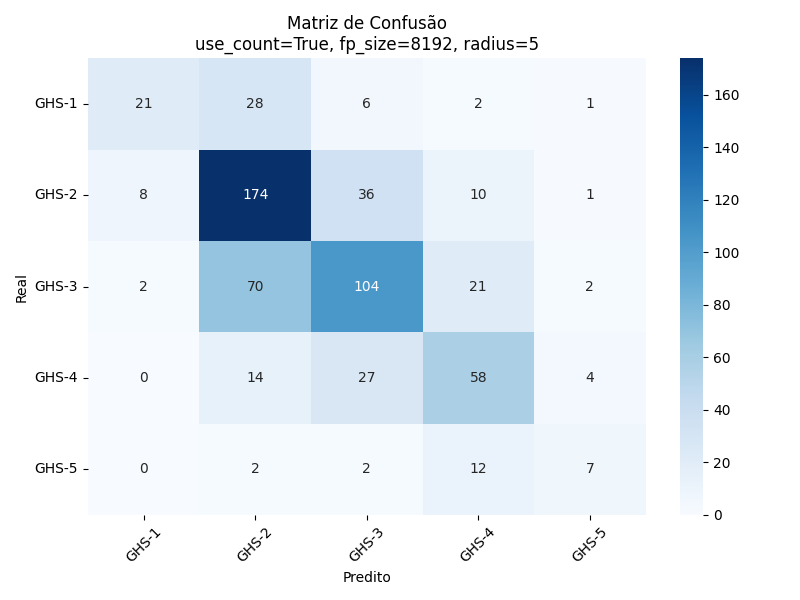 Matriz de Confusão
use_count=True, fp_size=8192, radius=5
GHS-1 21 28 6 2 1
GHS-2 8 174 36 10 1
GHS-3 2 70 104 21 2
GHS-4 0 14 27 58 4
GHS-5 0 2 2 12 7
GHS-1 GHS-2 GHS-3 GHS-4 GHS-5
Predito
Real
160
140
120
100
80
60
40
20
0